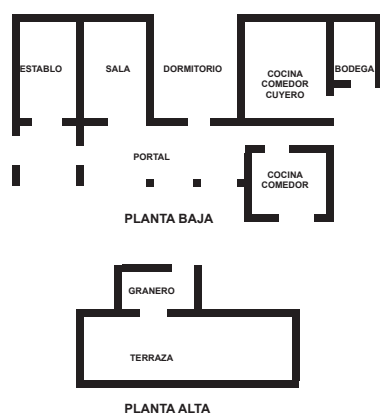 ESTABLO
SALA
DORMITORIO
COCINA
COMEDOR
CUYERO
BODEGA
PORTAL
COCINA
COMEDOR
PLANTA BAJA
GRANERO
TERRAZA
PLANTA ALTA